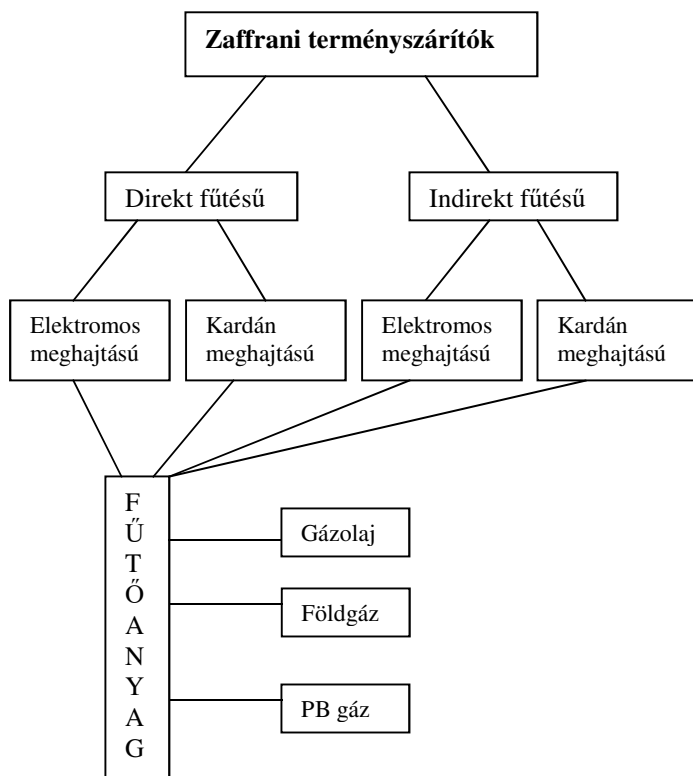 Zaffrani terményszárítók
Direkt fűtésű
Indirekt fűtésű
Elektromos
meghajtású
Kardán
meghajtású
Elektromos
meghajtású
Kardán
meghajtású
F
Ű
T
Ő
A
N
Y
A
G
Gázolaj
Földgáz
PB gáz